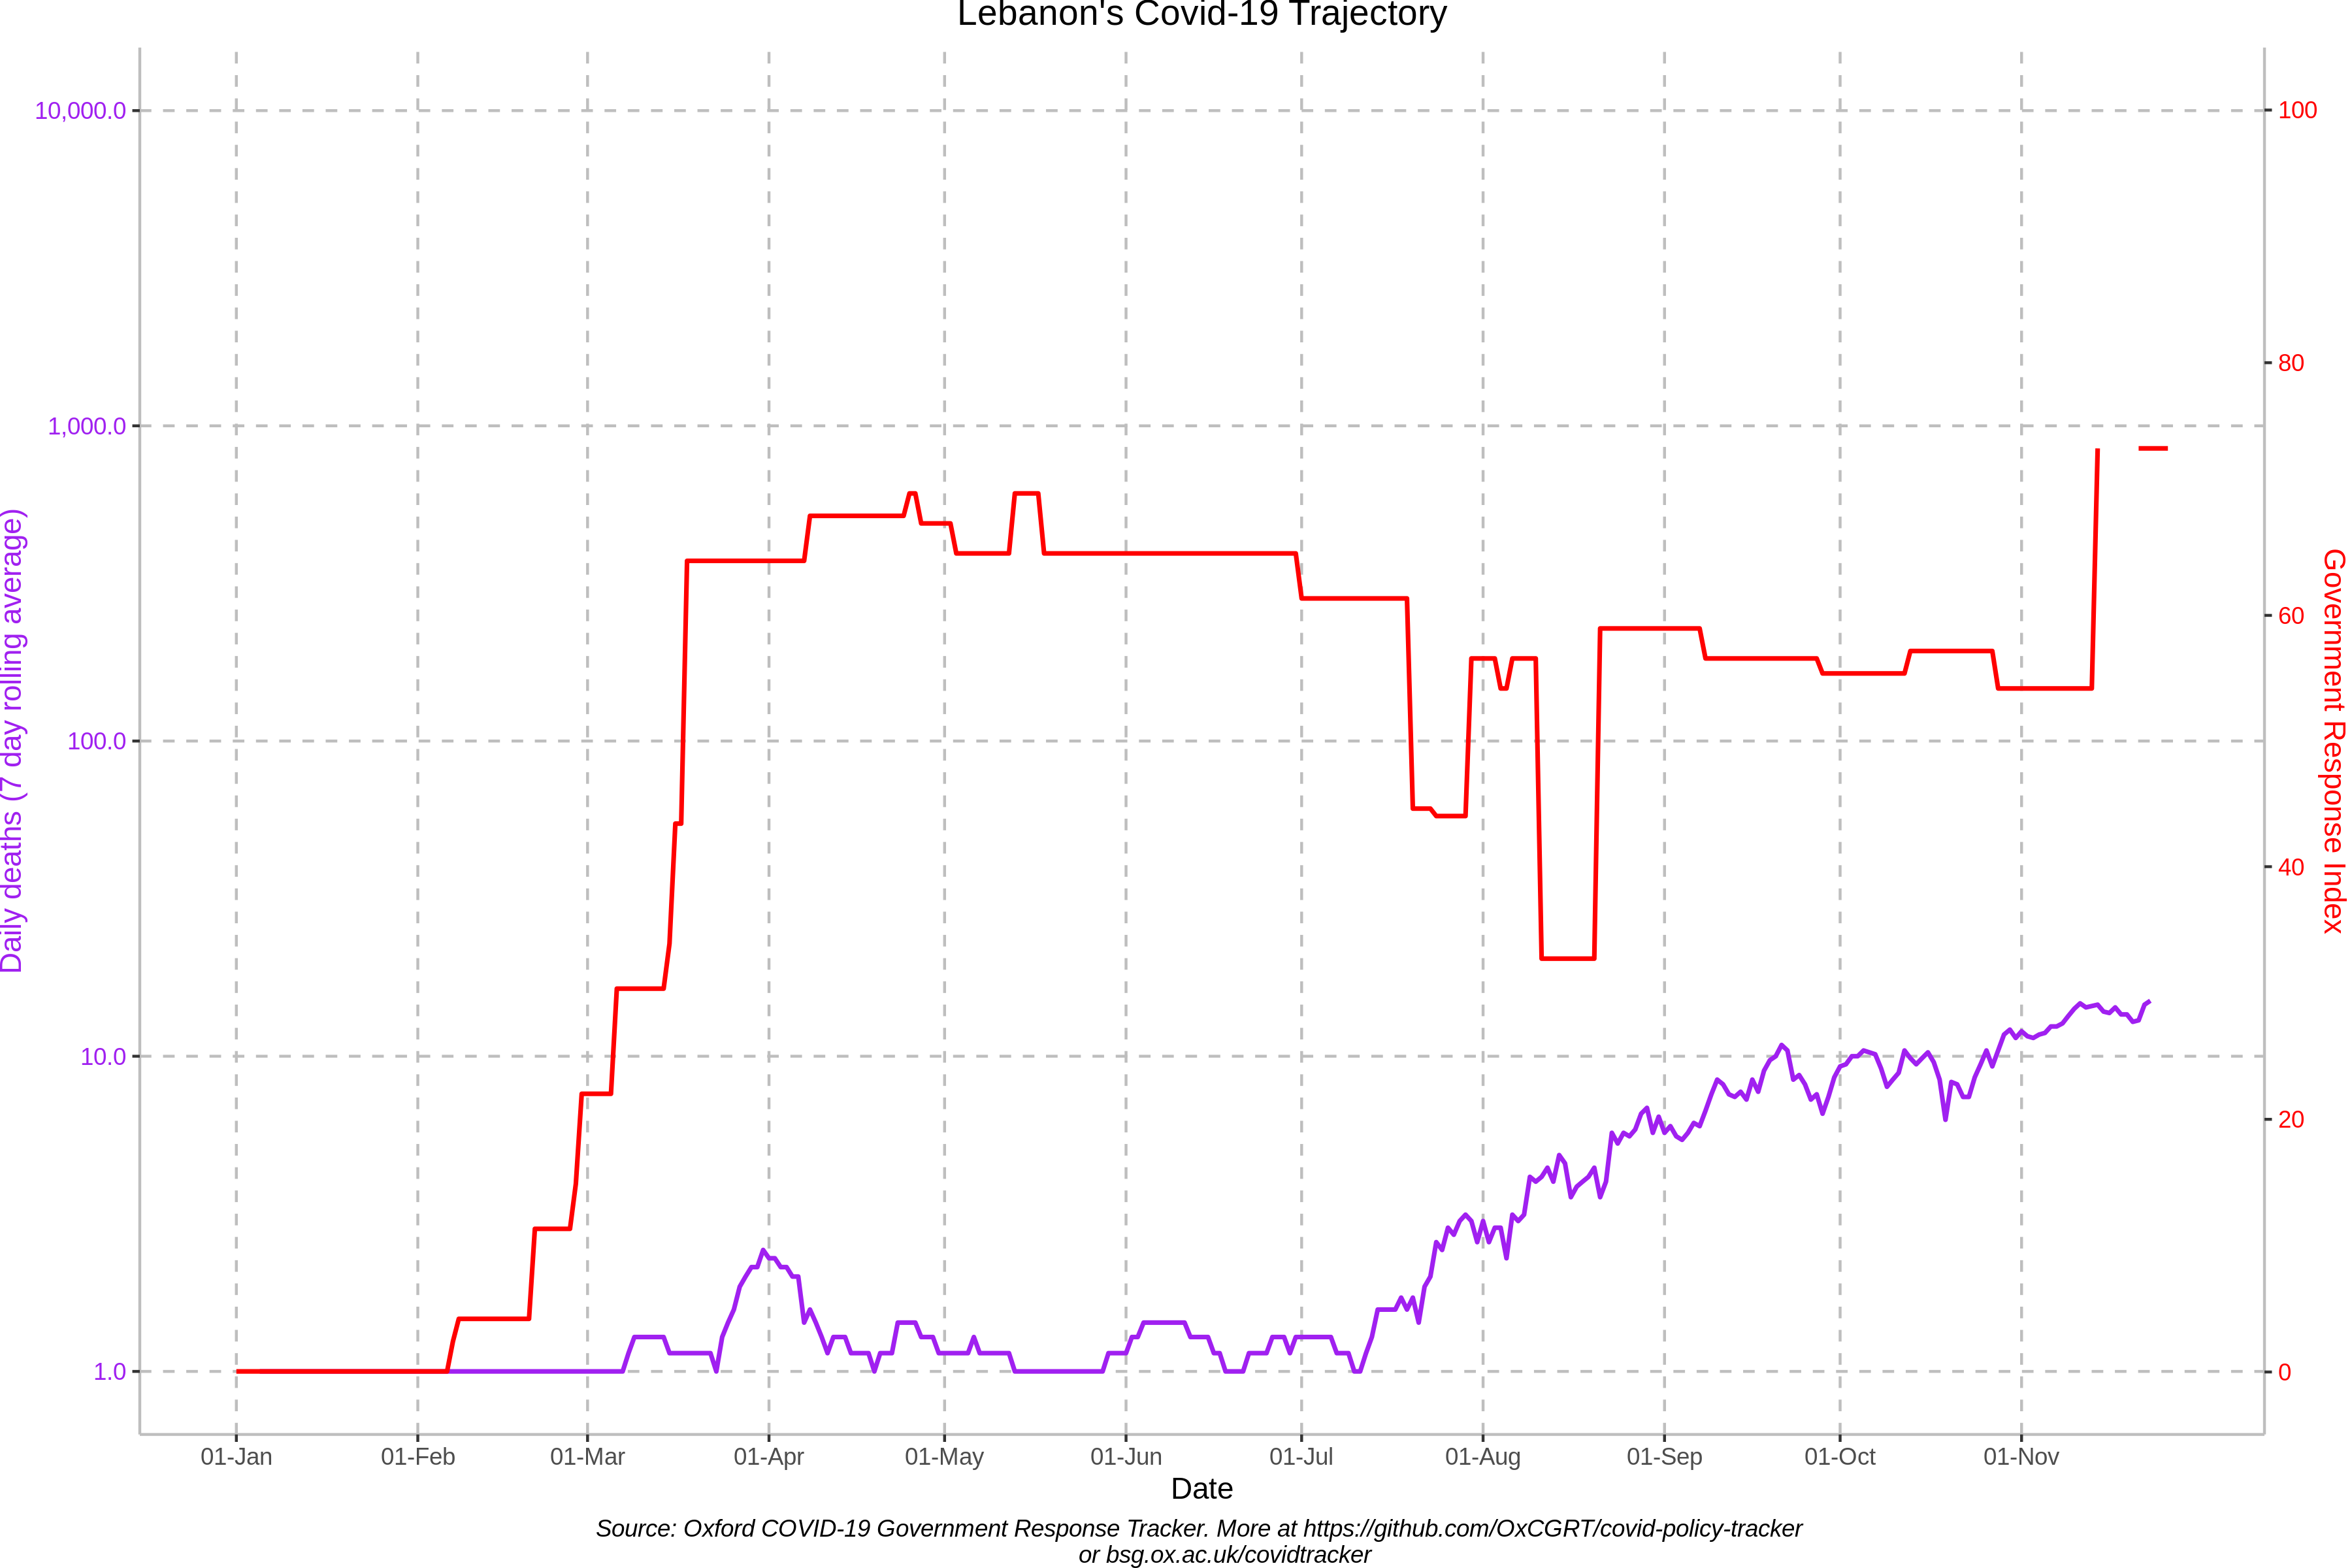 Lebanon's Covid-19 Trajectory
10,000.0
1,000.0
100.0
10.0
1.0
Daily deaths (7 day rolling average)
100
80
60
40
20
0
Government Response Index
01-Jan
01-Feb
01-Mar
01-Apr
01-May
01-Jun
01-Jul
01-Aug
01-Sep
01-Oct
01-Nov
Date
Source: Oxford COVID-19 Government Response Tracker. More at https://github.com/OxCGRT/covid-policy-tracker
or bsg.ox.ac.uk/covidtracker